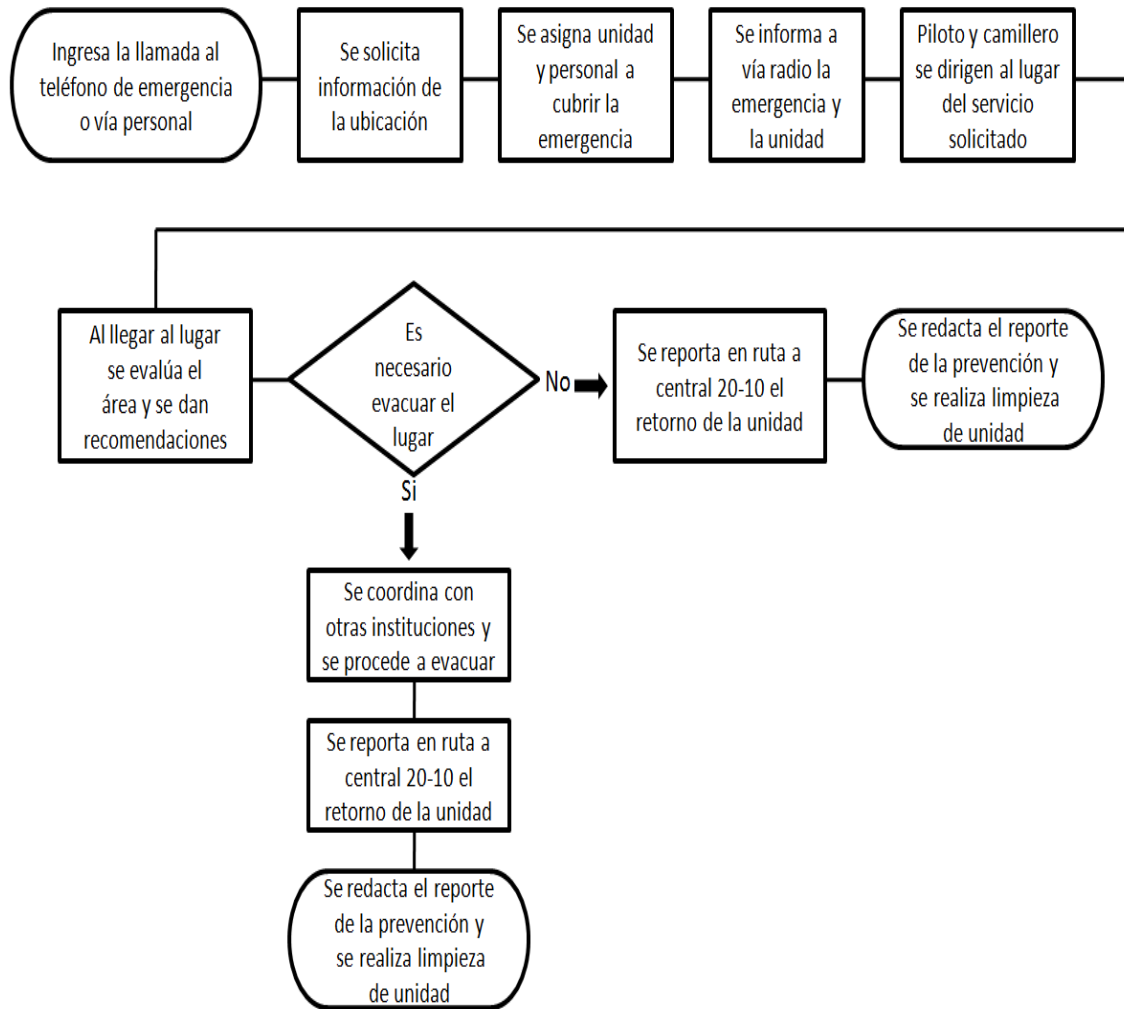 Ingresa la llamada al
teléfono de emergencia
o vía personal
Se solicita
información de
la ubicación
Se asigna unidad
y personal a
cubrir la
emergencia
Se informa a
vía radio la
emergencia y
la unidad
Piloto y camillero
se dirigen al lugar
del servicio
solicitado
Al llegar al lugar
se evalúa el
área y se dan
recomendaciones
Es
necesario
evacuar el
lugar
No
Se reporta en ruta a
central 20-10 el
retorno de la unidad
Se redacta el reporte
de la prevención y
se realiza limpieza
de unidad
Si
Se coordina con
otras instituciones y
se procede a evacuar
Se reporta en ruta a
central 20-10 el
retorno de la unidad
Se redacta el reporte
de la prevención y
se realiza limpieza
de unidad